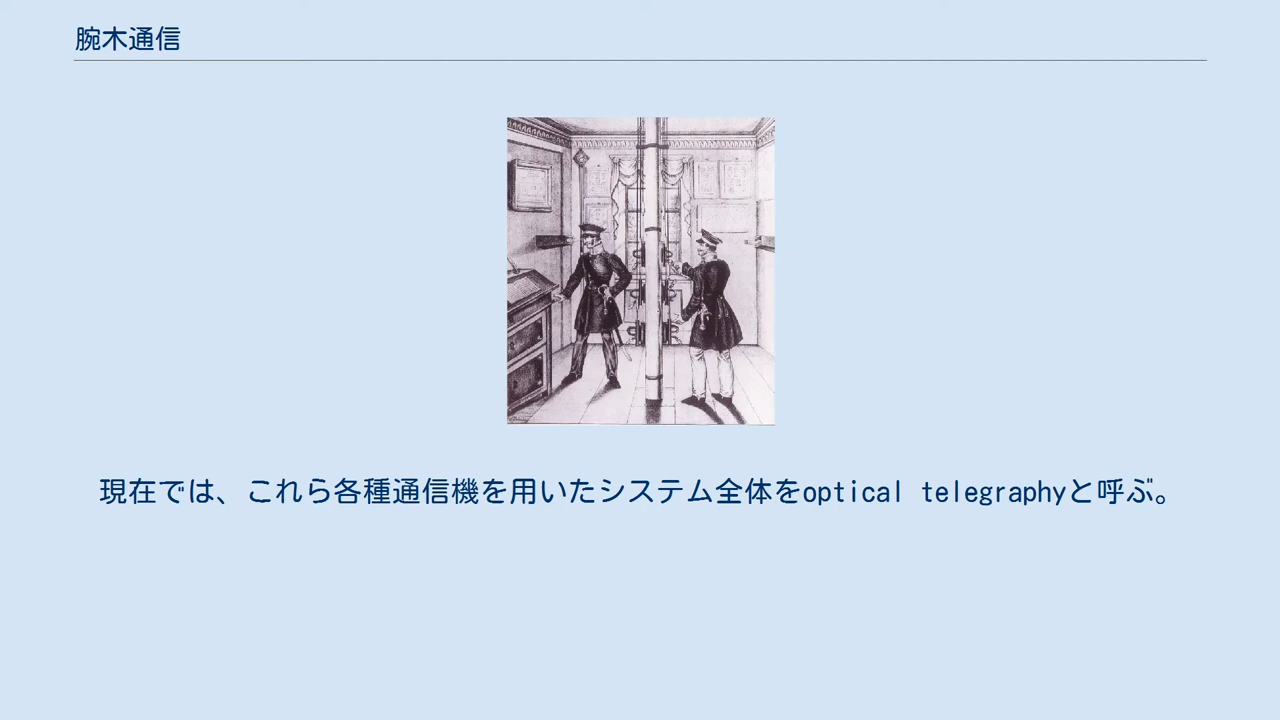 腕木通信
現在では、これら各種通信機を用いたシステム全体をoptical telegraphyと呼ぶ。